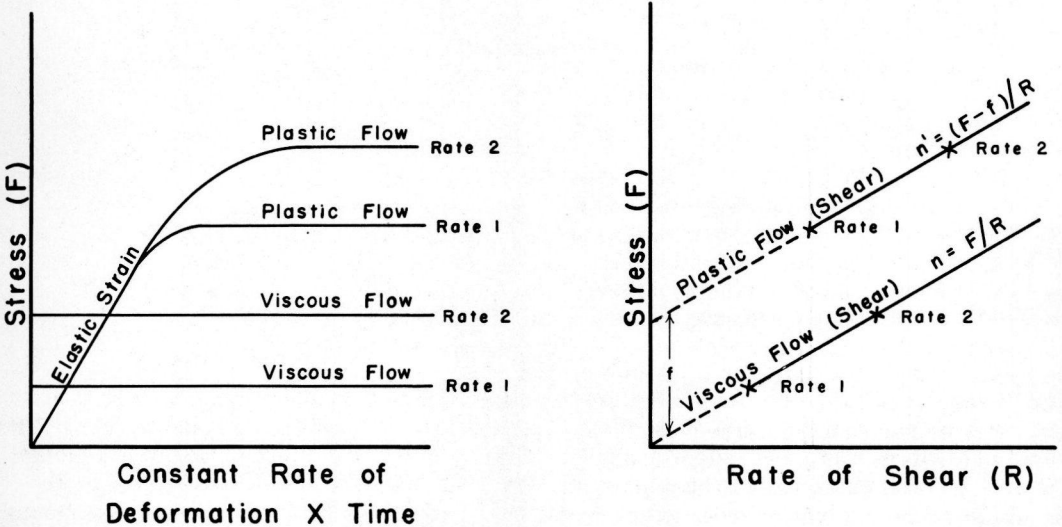 Stress (F)
Elastic Strain
Plastic Flow
Rate 2
Plastic Flow
Rate 1
Viscous Flow
Rate 2
Viscous Flow
Rate 1
Constant Rate of
Deformation X Time
Stress (F)
Plastic Flow (Shear) n' = (F-f)/R
Rate 2
Rate 1
Viscous Flow (Shear) n = F/R
Rate 2
Rate 1
f
Rate of Shear (R)